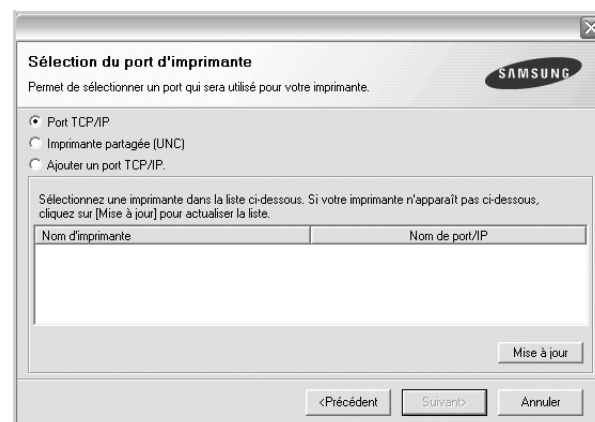 Sélection du port d'imprimante
Permet de sélectionner un port qui sera utilisé pour votre imprimante.
SAMSUNG
Port TCP/IP
Imprimante partagée (UNC)
Ajouter un port TCP/IP.
Sélectionnez une imprimante dans la liste ci-dessous. Si votre imprimante n'apparaît pas ci-dessous,
cliquez sur [Mise à jour] pour actualiser la liste.
Nom d'imprimante Nom de port/IP
Mise à jour
<Précédent Suivant> Annuler